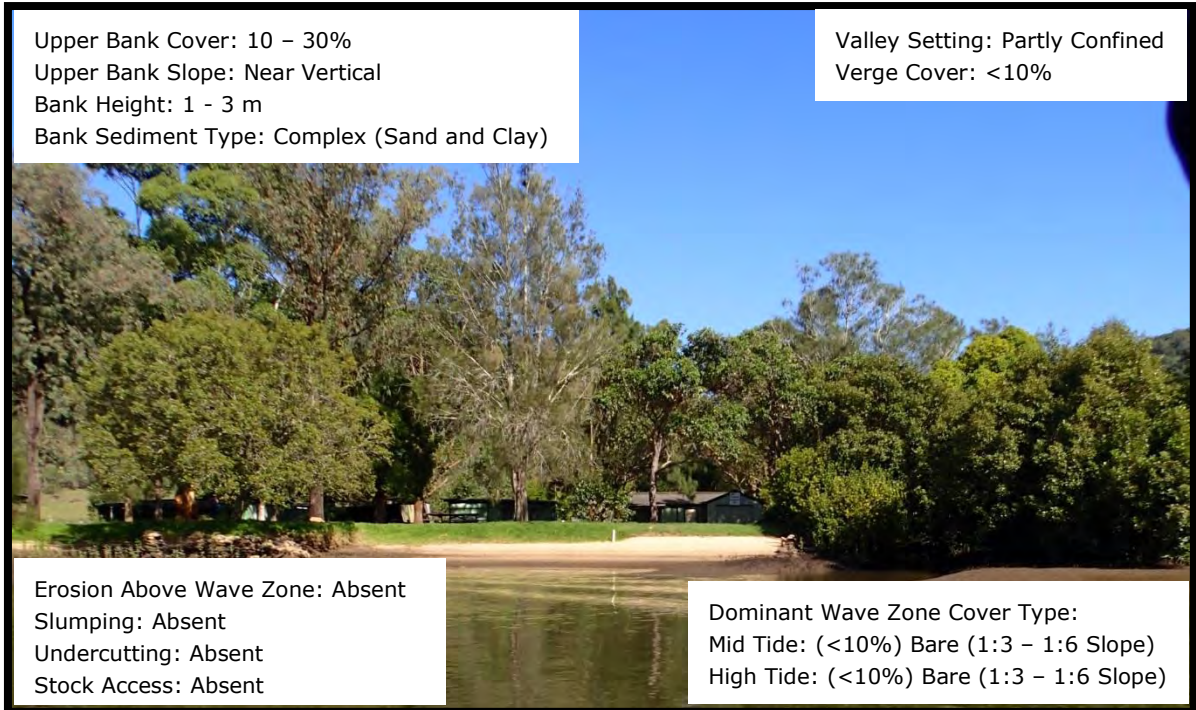 Upper Bank Cover: 10 – 30%
Upper Bank Slope: Near Vertical
Bank Height: 1 - 3 m
Bank Sediment Type: Complex (Sand and Clay)
Valley Setting: Partly Confined
Verge Cover: <10%
Erosion Above Wave Zone: Absent
Slumping: Absent
Undercutting: Absent
Stock Access: Absent
Dominant Wave Zone Cover Type:
Mid Tide: (<10%) Bare (1:3 – 1:6 Slope)
High Tide: (<10%) Bare (1:3 – 1:6 Slope)